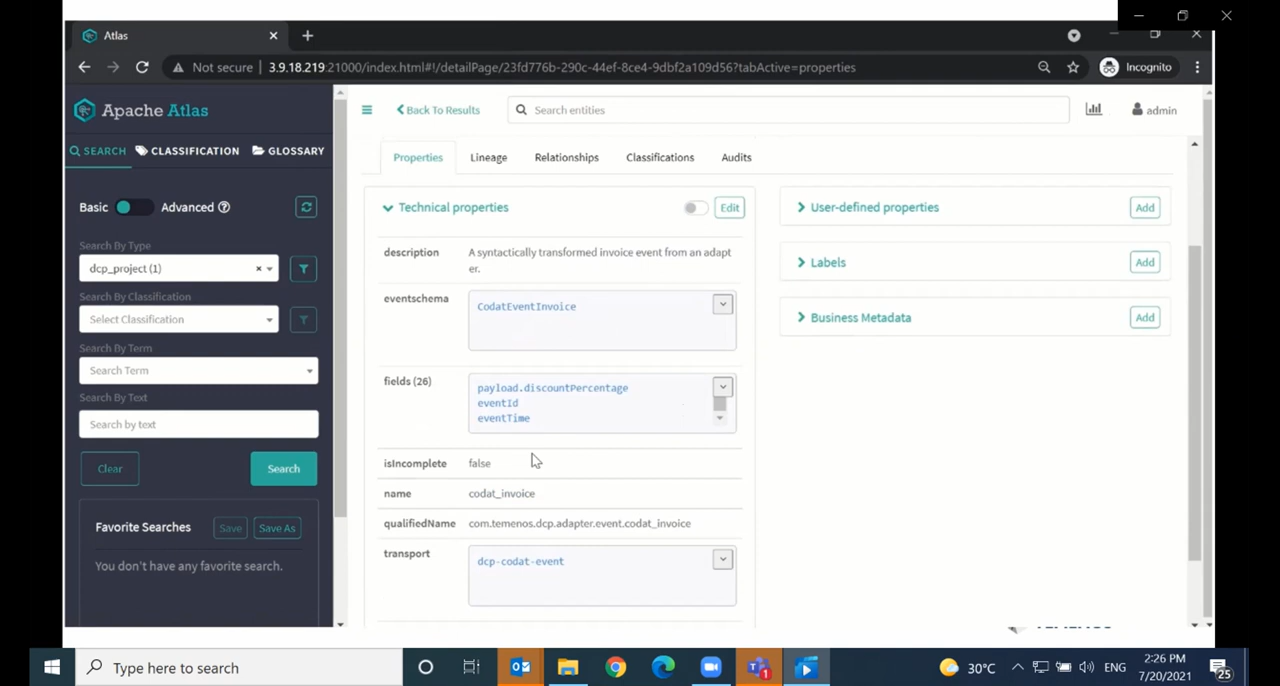 Atlas
Not secure | 3.9.18.219:21000/index.html#!/detailPage/23fd776b-290c-44ef-8ce4-9dbf2a109d56?tabActive=properties
Incognito
Apache Atlas
Back To Results
Search entities
admin
SEARCH
CLASSIFICATION
GLOSSARY
Properties
Lineage
Relationships
Classifications
Audits
Basic
Advanced
Search By Type
dcp_project (1)
Search By Classification
Select Classification
Search By Term
Search Term
Search By Text
Search by text
Clear
Search
Favorite Searches
Save
Save As
You don't have any favorite search.
Technical properties
Edit
description
A syntactically transformed invoice event from an adapt
er.
eventschema
CodatEventInvoice
fields (26)
payload.discountPercentage
eventId
eventTime
isIncomplete
false
name
codat_invoice
qualifiedName
com.temenos.dcp.adapter.event.codat_invoice
transport
dcp-codat-event
User-defined properties
Add
Labels
Add
Business Metadata
Add
Type here to search
1
30°C
ENG
2:26 PM
7/20/2021
25